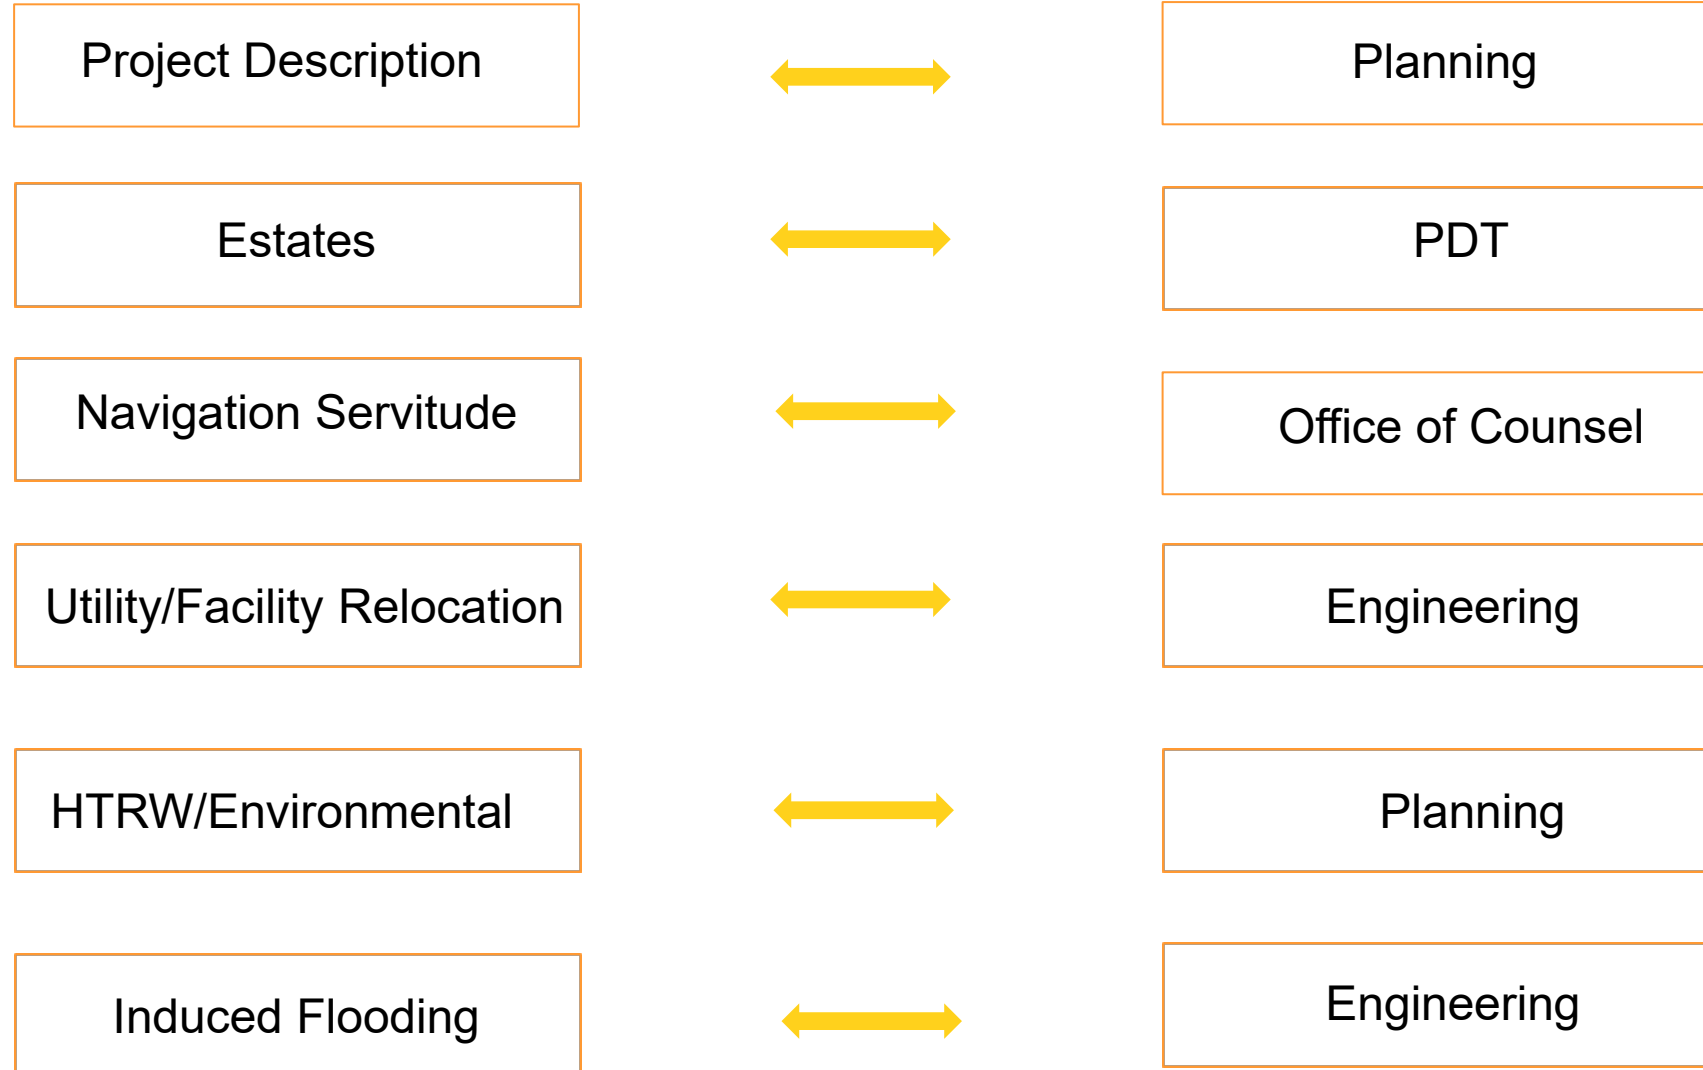 Project Description
Planning
Estates
PDT
Navigation Servitude
Office of Counsel
Utility/Facility Relocation
Engineering
HTRW/Environmental
Planning
Induced Flooding
Engineering